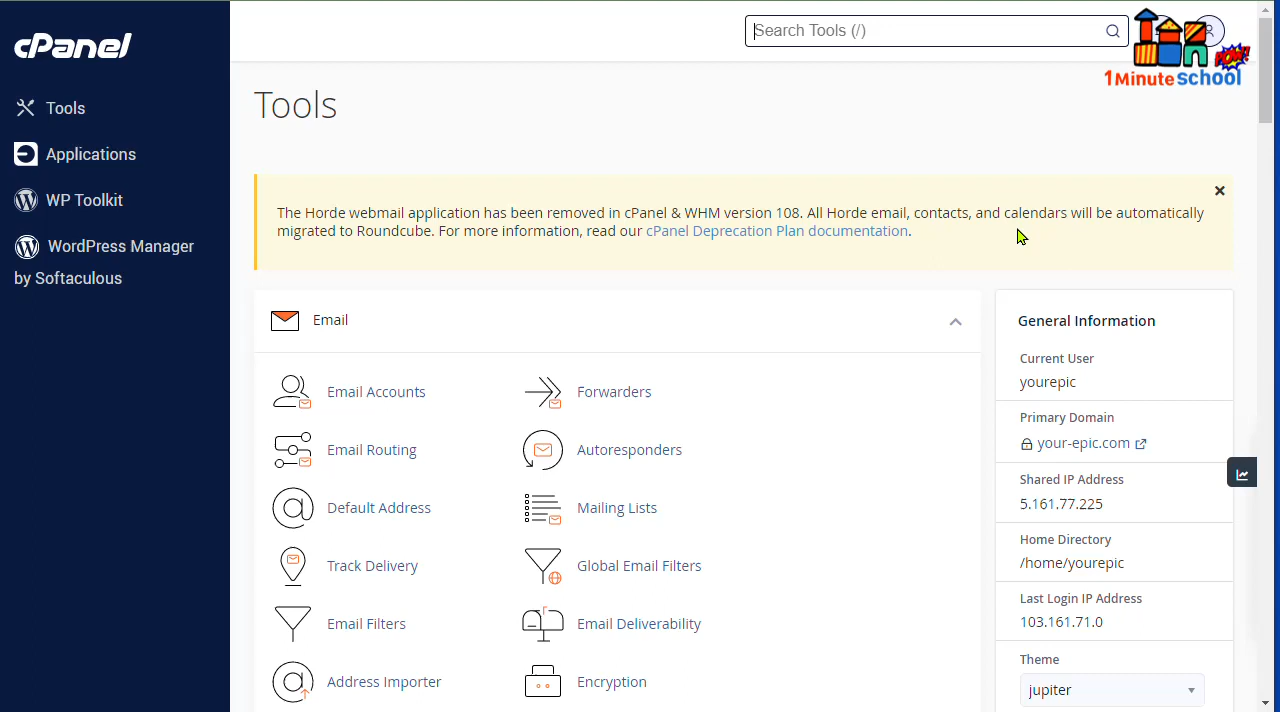 cPanel
Search Tools (/)
POW!
1MinuteSchool
Tools
Applications
WP Toolkit
WordPress Manager
by Softaculous
Tools
The Horde webmail application has been removed in cPanel & WHM version 108. All Horde email, contacts, and calendars will be automatically
migrated to Roundcube. For more information, read our cPanel Deprecation Plan documentation.
Email
Email Accounts
Forwarders
Email Routing
Autoresponders
Default Address
Mailing Lists
Track Delivery
Global Email Filters
Email Filters
Email Deliverability
Address Importer
Encryption
General Information
Current User
yourepic
Primary Domain
your-epic.com
Shared IP Address
5.161.77.225
Home Directory
/home/yourepic
Last Login IP Address
103.161.71.0
Theme
jupiter